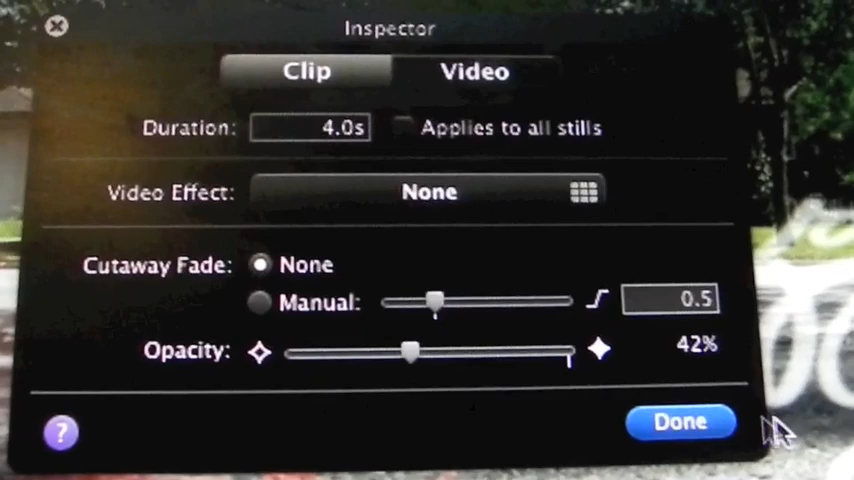 Inspector
Clip Video
Duration: 4.0s Applies to all stills
Video Effect: None
Cutaway Fade: None
Manual: 0.5
Opacity: 42%
? Done